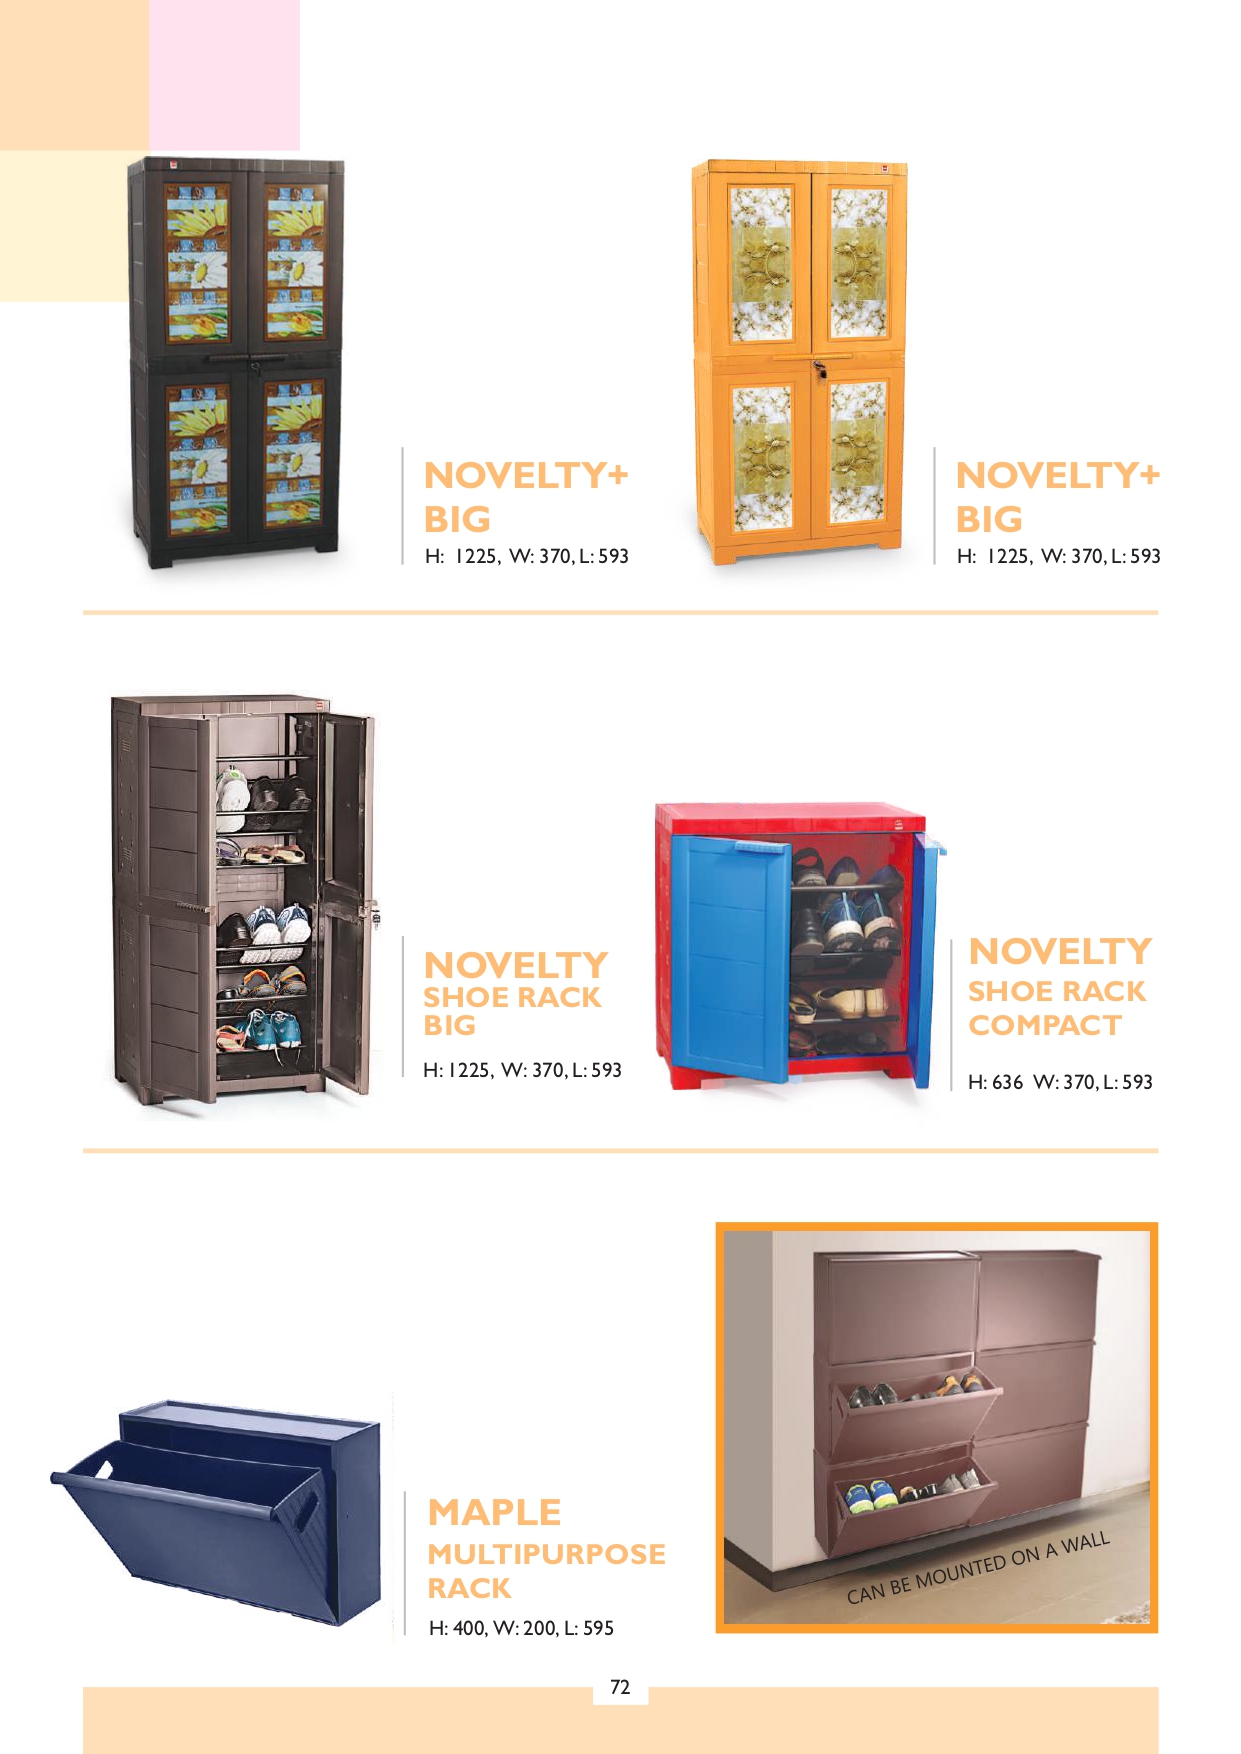 NOVELTY+
BIG
H: 1225, W: 370, L: 593
NOVELTY+
BIG
H: 1225, W: 370, L: 593
NOVELTY
SHOE RACK
BIG
H: 1225, W: 370, L: 593
NOVELTY
SHOE RACK
COMPACT
H: 636 W: 370, L: 593
MAPLE
MULTIPURPOSE
RACK
H: 400, W: 200, L: 595
CAN BE MOUNTED ON A WALL
72